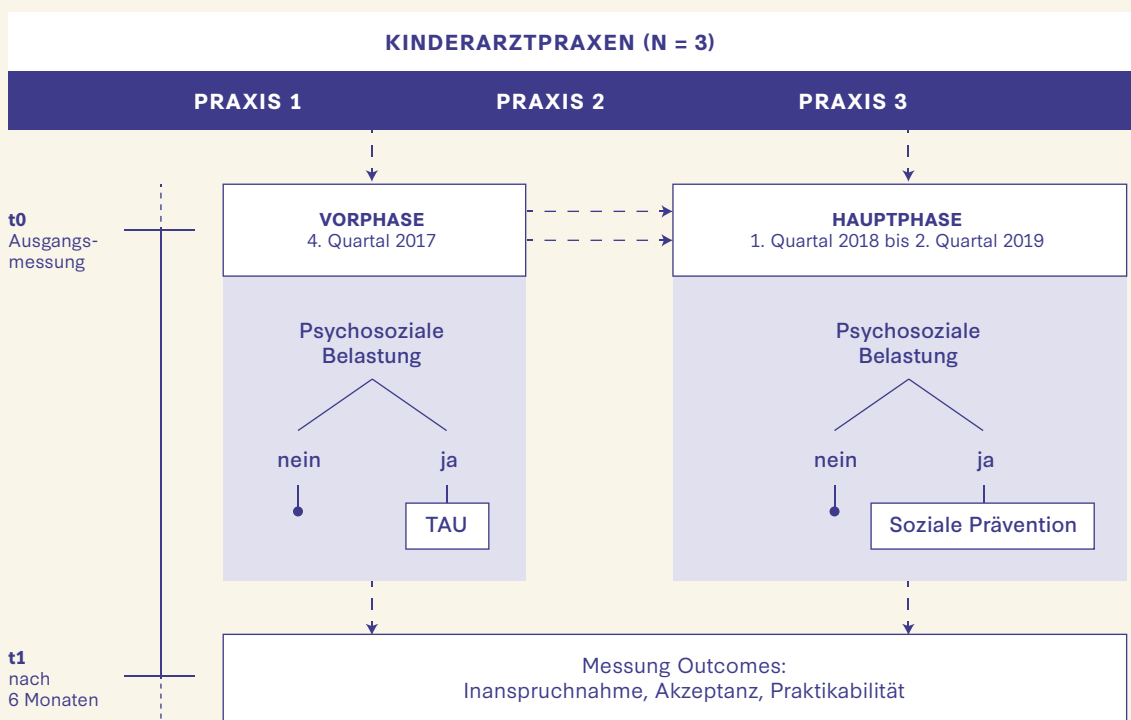 KINDERARZTPRAXEN (N = 3)
PRAXIS 1
PRAXIS 2
PRAXIS 3
t0
Ausgangs-
messung
VORPHASE
4. Quartal 2017
HAUPTPHASE
1. Quartal 2018 bis 2. Quartal 2019
Psychosoziale
Belastung
nein
ja
TAU
Psychosoziale
Belastung
nein
ja
Soziale Prävention
t1
nach
6 Monaten
Messung Outcomes:
Inanspruchnahme, Akzeptanz, Praktikabilität